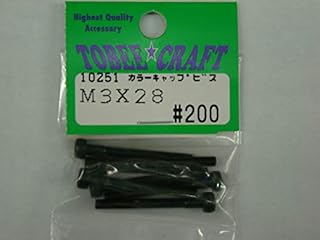 Highest Quality
Accessory
TOBEE★CRAFT
10251 カラーキャップビス
M3X28
#200